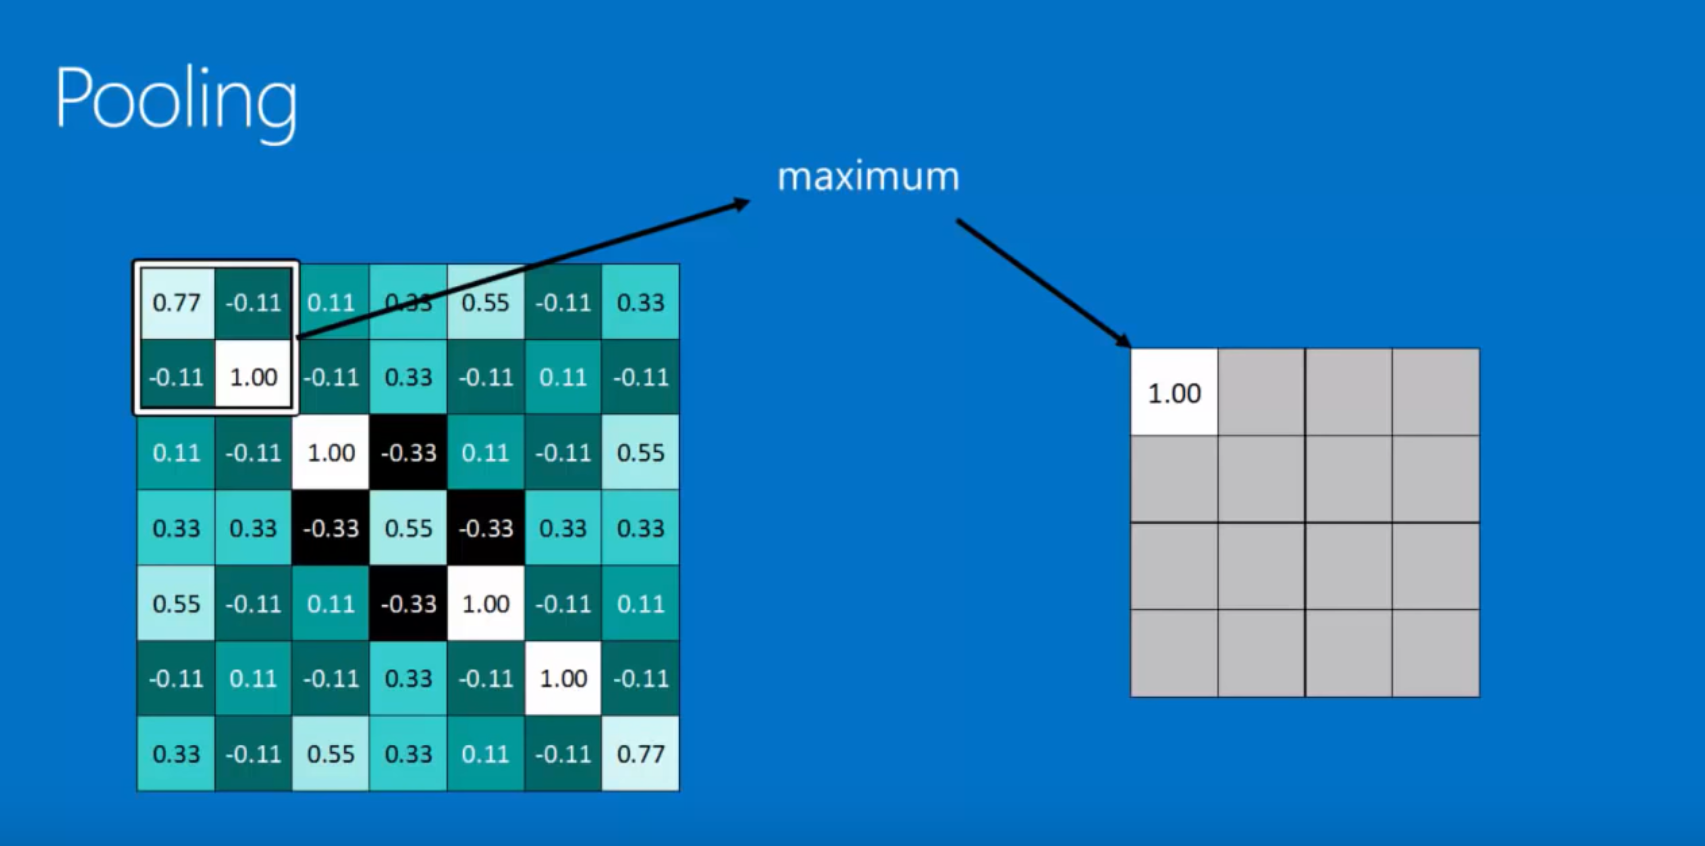 Pooling
maximum
0.77 -0.11 0.11 0.33 0.55 -0.11 0.33
-0.11 1.00 -0.11 0.33 -0.11 0.11 -0.11
1.00
0.11 -0.11 1.00 -0.33 0.11 -0.11 0.55
0.33 0.33 -0.33 0.55 -0.33 0.33 0.33
0.55 -0.11 0.11 -0.33 1.00 -0.11 0.11
-0.11 0.11 -0.11 0.33 -0.11 1.00 -0.11
0.33 -0.11 0.55 0.33 0.11 -0.11 0.77